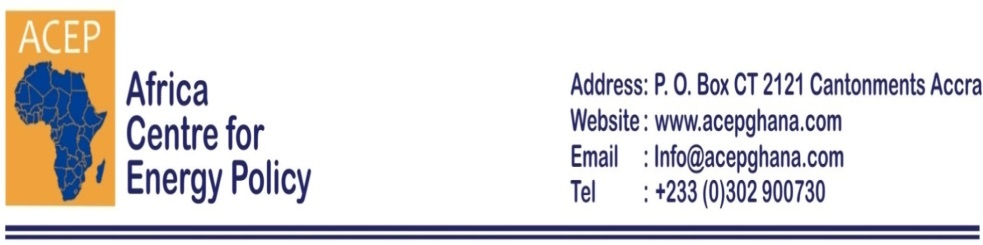 ACEP
Africa
Centre for
Energy Policy
Address: P. O. Box CT 2121 Cantonments Accra
Website: www.acepghana.com
Email : Info@acepghana.com
Tel : +233 (0)302 900730